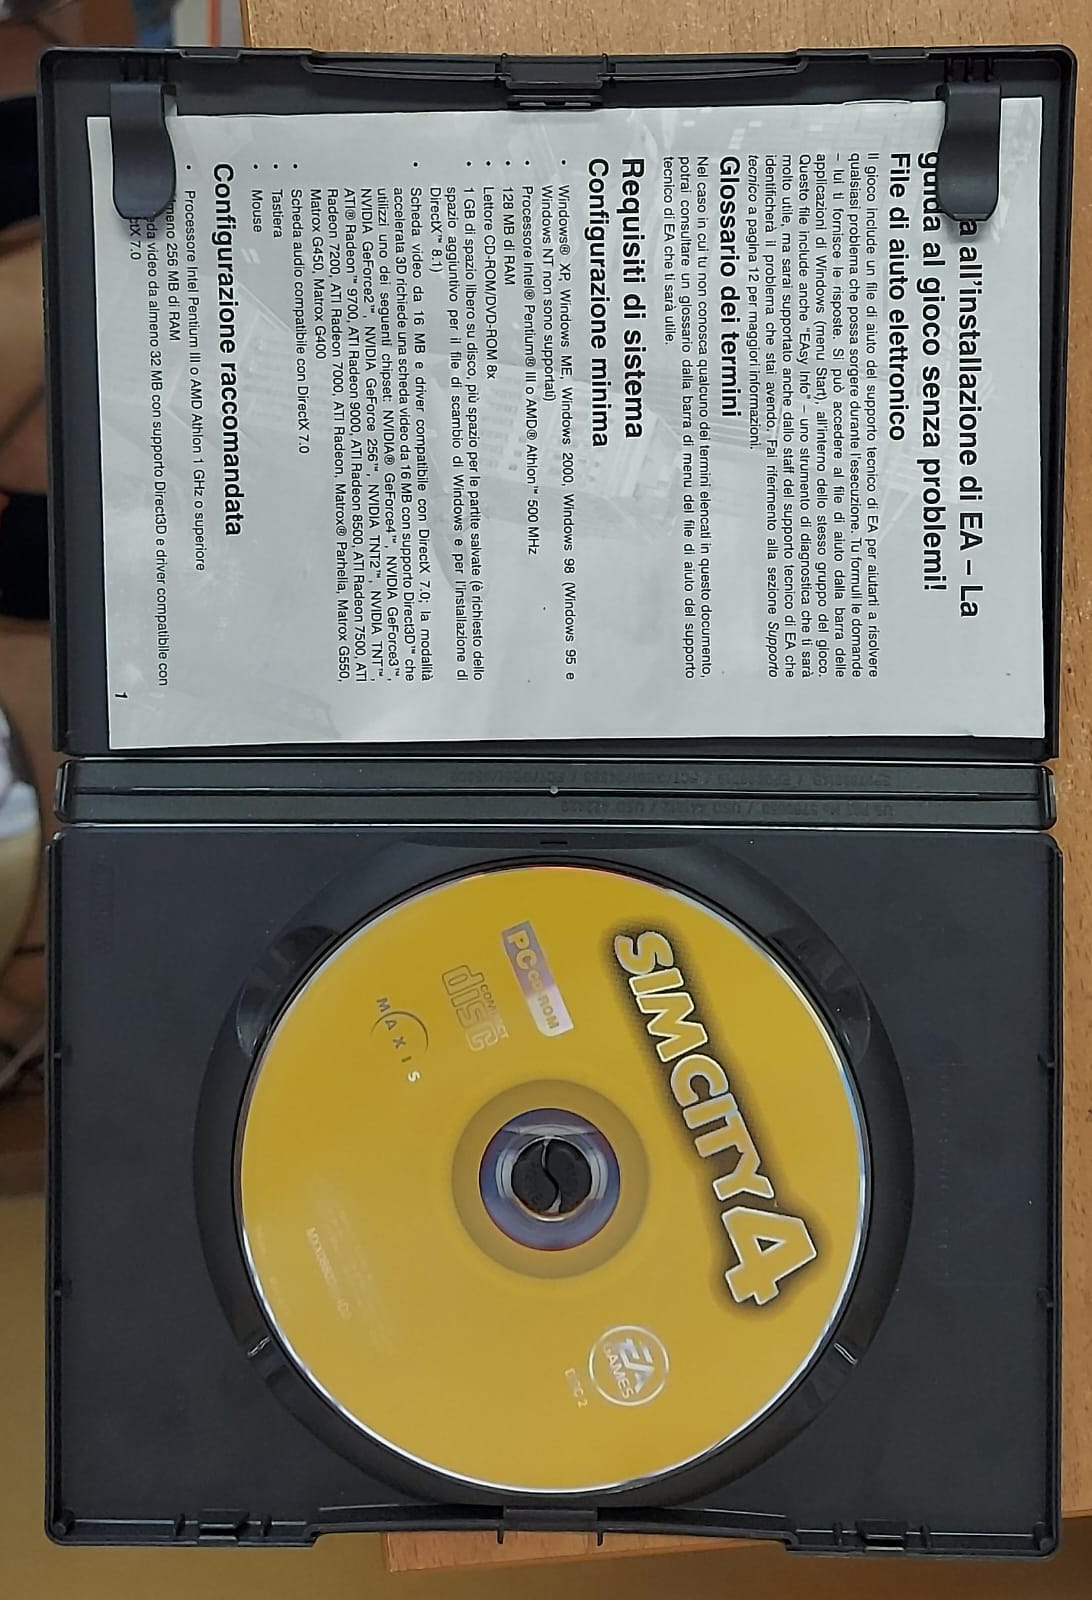 a all'installazione di EA – La
guida al gioco senza problemi!
File di aiuto elettronico
Il gioco include un file di aiuto del supporto tecnico di EA per aiutarti a risolvere
qualsiasi problema che possa sorgere durante l'esecuzione. Tu formuli le domande
– lui ti fornisce le risposte. Si può accedere al file di aiuto dalla barra delle
applicazioni di Windows (menu Start), all'interno dello stesso gruppo del gioco.
Questo file include anche "EAsy Info" – uno strumento di diagnostica che ti sarà
molto utile, ma sarai supportato anche dallo staff del supporto tecnico di EA che
identificherà il problema che stai avendo. Fai riferimento alla sezione Supporto
tecnico a pagina 12 per maggiori informazioni.
Glossario dei termini
Nel caso in cui tu non conosca qualcuno dei termini elencati in questo documento,
potrai consultare un glossario dalla barra di menu del file di aiuto del supporto
tecnico di EA che ti sarà utile.
Requisiti di sistema
Configurazione minima
• Windows® XP, Windows ME, Windows 2000, Windows 98 (Windows 95 e
Windows NT non sono supportati)
• Processore Intel® Pentium® III o AMD® Athlon™ 500 MHz
• 128 MB di RAM
• Lettore CD-ROM/DVD-ROM 8x
• 1 GB di spazio libero su disco, più spazio per le partite salvate (è richiesto dello
spazio aggiuntivo per il file di scambio di Windows e per l'installazione di
DirectX™ 8.1)
• Scheda video da 16 MB e driver compatibile con DirectX 7.0; la modalità
accelerata 3D richiede una scheda video da 16 MB con supporto Direct3D™ che
utilizzi uno dei seguenti chipset: NVIDIA® GeForce4™, NVIDIA GeForce3™,
NVIDIA GeForce2™, NVIDIA GeForce 256™, NVIDIA TNT2™, NVIDIA TNT™,
ATI® Radeon™ 9700, ATI Radeon 9000, ATI Radeon 8500, ATI Radeon 7500, ATI
Radeon 7200, ATI Radeon 7000, ATI Radeon, Matrox® Parhelia, Matrox G550,
Matrox G450, Matrox G400
• Scheda audio compatibile con DirectX 7.0
• Tastiera
• Mouse
Configurazione raccomandata
• Processore Intel Pentium III o AMD Athlon 1 GHz o superiore
meno 256 MB di RAM
eda video da almeno 32 MB con supporto Direct3D e driver compatibile con
ctX 7.0
1
SIMCITY 4
PC CD-ROM
COMPACT
disc
MAXIS
EA
GAMES
DISC 2